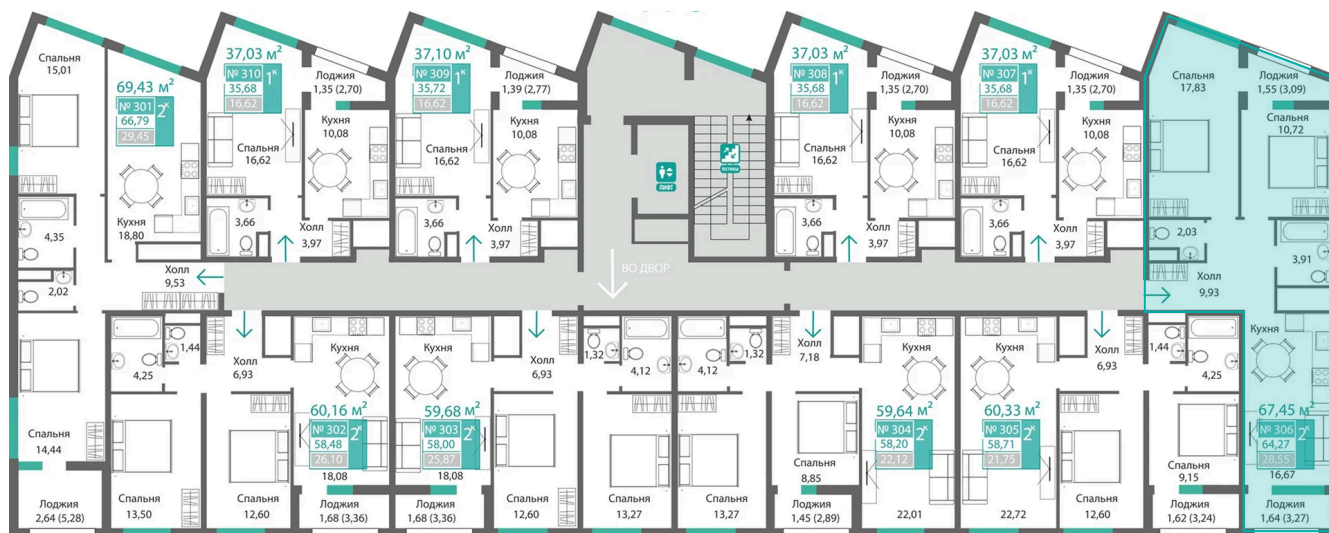 Спальня
15,01
69,43 м²
№ 301
2к
66,79
29,45
Кухня
18,80
4,35
2,02
Холл
9,53
Спальня
14,44
Лоджия
2,64 (5,28)
37,03 м²
№ 310
1к
35,68
16,62
Лоджия
1,35 (2,70)
Кухня
10,08
Спальня
16,62
3,66
Холл
3,97
37,10 м²
№ 309
1к
35,72
16,62
Лоджия
1,39 (2,77)
Кухня
10,08
Спальня
16,62
3,66
Холл
3,97
ЛИФТ
ЛЕСТНИЦА
ВО ДВОР
37,03 м²
№ 308
1к
35,68
16,62
Лоджия
1,35 (2,70)
Кухня
10,08
Спальня
16,62
3,66
Холл
3,97
37,03 м²
№ 307
1к
35,68
16,62
Лоджия
1,35 (2,70)
Кухня
10,08
Спальня
16,62
3,66
Холл
3,97
Спальня
17,83
Лоджия
1,55 (3,09)
Спальня
10,72
2,03
3,91
Холл
9,93
Кухня
67,45 м²
№ 306
2к
64,27
28,55
16,67
Лоджия
1,64 (3,27)
4,25
1,44
Холл
6,93
Кухня
60,16 м²
№ 302
2к
58,48
26,10
18,08
Спальня
13,50
Спальня
12,60
Лоджия
1,68 (3,36)
Кухня
59,68 м²
№ 303
2к
58,00
25,87
18,08
Лоджия
1,68 (3,36)
Холл
6,93
1,32
4,12
Спальня
12,60
Спальня
13,27
4,12
1,32
Холл
7,18
Кухня
59,64 м²
№ 304
2к
58,20
22,12
Спальня
13,27
Спальня
8,85
Лоджия
1,45 (2,89)
22,01
Кухня
60,33 м²
№ 305
2к
58,71
21,75
22,72
Холл
6,93
1,44
4,25
Спальня
12,60
Спальня
9,15
Лоджия
1,62 (3,24)